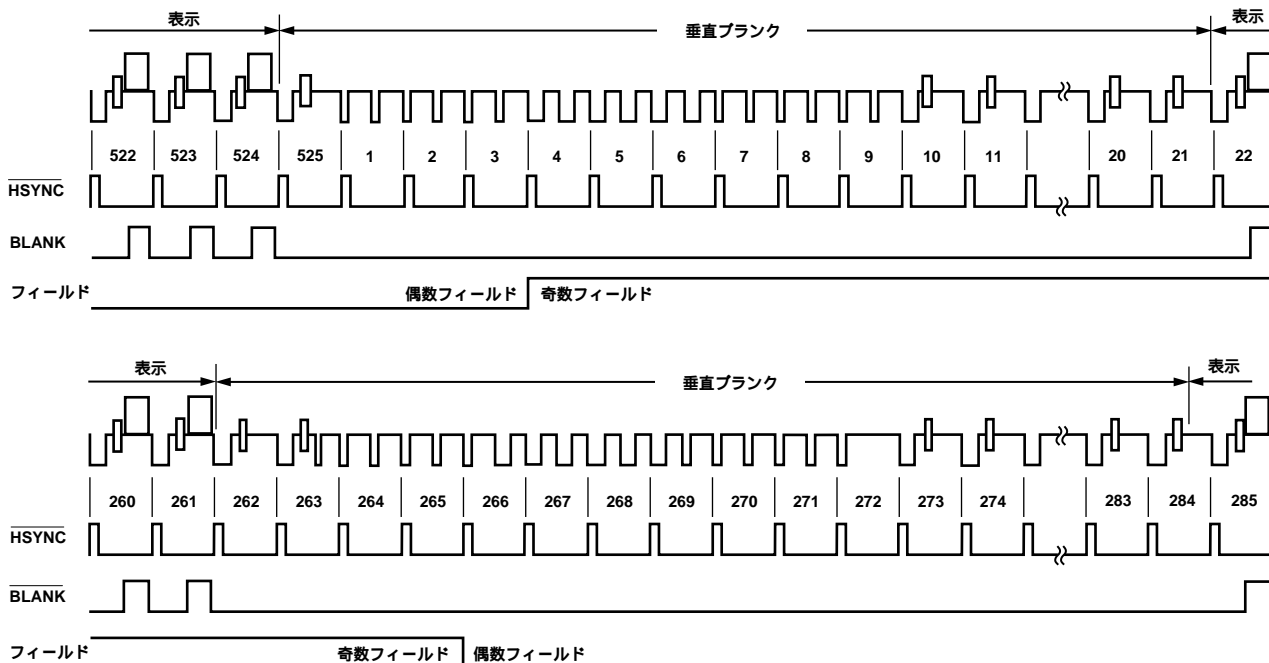 表示 垂直ブランク 表示
522 523 524 525 1 2 3 4 5 6 7 8 9 10 11 20 21 22
HSYNC
BLANK
フィールド 偶数フィールド 奇数フィールド
表示 垂直ブランク 表示
260 261 262 263 264 265 266 267 268 269 270 271 272 273 274 283 284 285
HSYNC
BLANK
フィールド 奇数フィールド 偶数フィールド